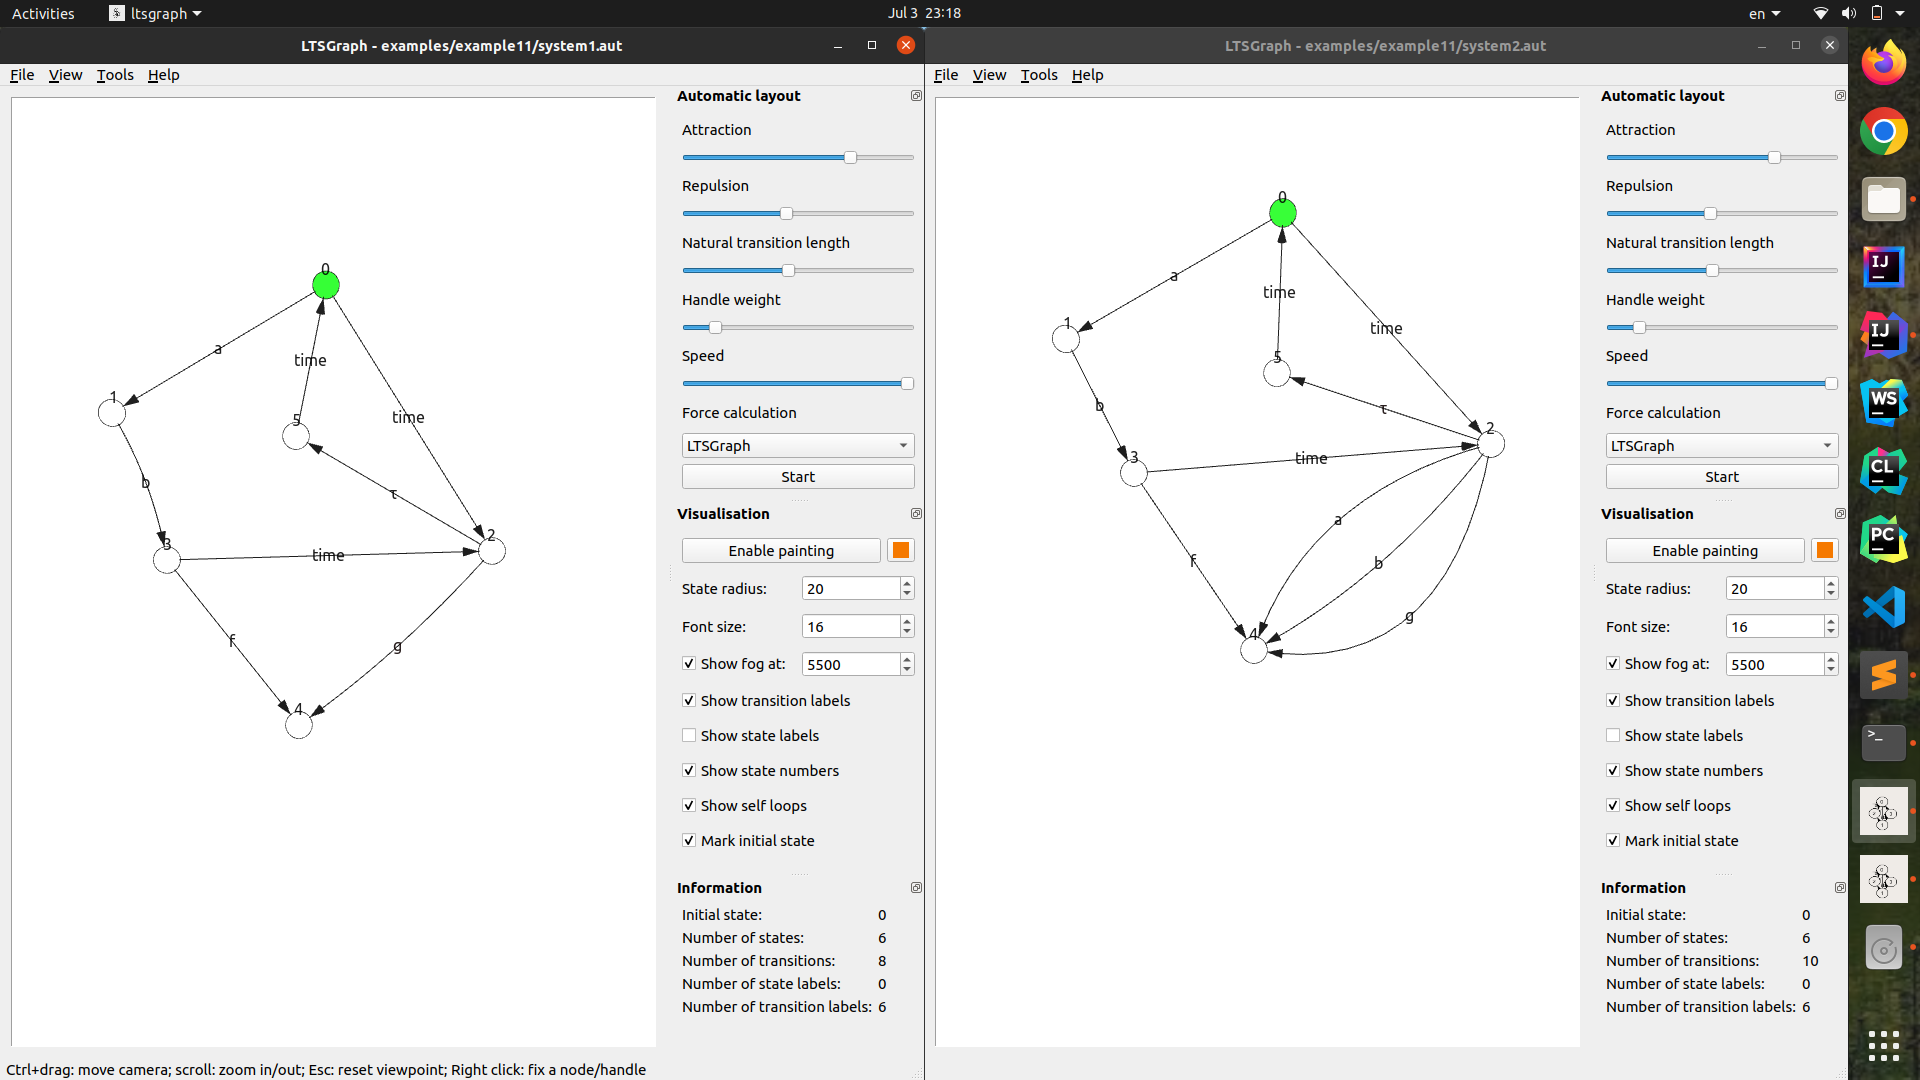 Activities
ltsgraph
Jul 3 23:18
en
LTSGraph - examples/example11/system1.aut
File View Tools Help
0
a
time
time
1
5
b
τ
2
3
time
f
g
4
Automatic layout
Attraction
Repulsion
Natural transition length
Handle weight
Speed
Force calculation
LTSGraph
Start
Visualisation
Enable painting
State radius: 20
Font size: 16
Show fog at: 5500
Show transition labels
Show state labels
Show state numbers
Show self loops
Mark initial state
Information
Initial state: 0
Number of states: 6
Number of transitions: 8
Number of state labels: 0
Number of transition labels: 6
Ctrl+drag: move camera; scroll: zoom in/out; Esc: reset viewpoint; Right click: fix a node/handle
LTSGraph - examples/example11/system2.aut
File View Tools Help
0
a
time
time
1
5
b
τ
2
3
time
a
f
b
g
4
Automatic layout
Attraction
Repulsion
Natural transition length
Handle weight
Speed
Force calculation
LTSGraph
Start
Visualisation
Enable painting
State radius: 20
Font size: 16
Show fog at: 5500
Show transition labels
Show state labels
Show state numbers
Show self loops
Mark initial state
Information
Initial state: 0
Number of states: 6
Number of transitions: 10
Number of state labels: 0
Number of transition labels: 6
IJ
IJ
WS
CL
PC
>_